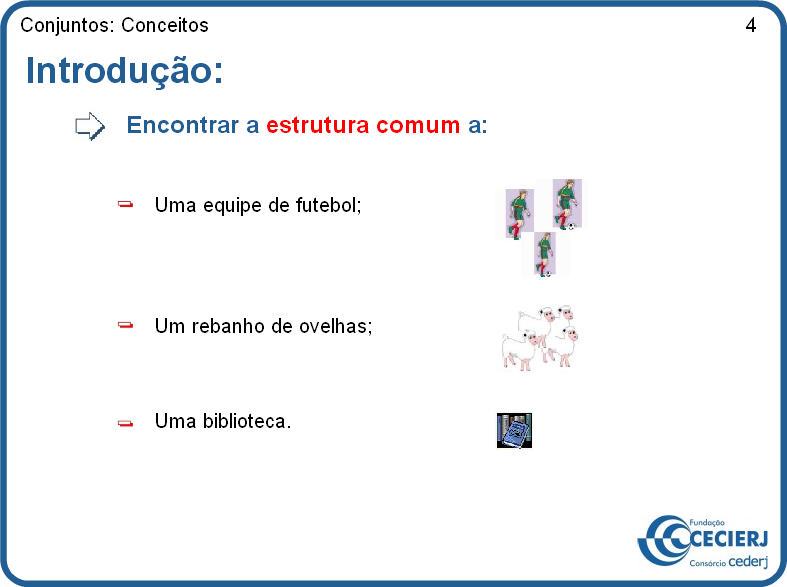 Conjuntos: Conceitos 4
Introdução:
Encontrar a estrutura comum a:
Uma equipe de futebol;
Um rebanho de ovelhas;
Uma biblioteca.
Fundação
CECIERJ
Consórcio cederj